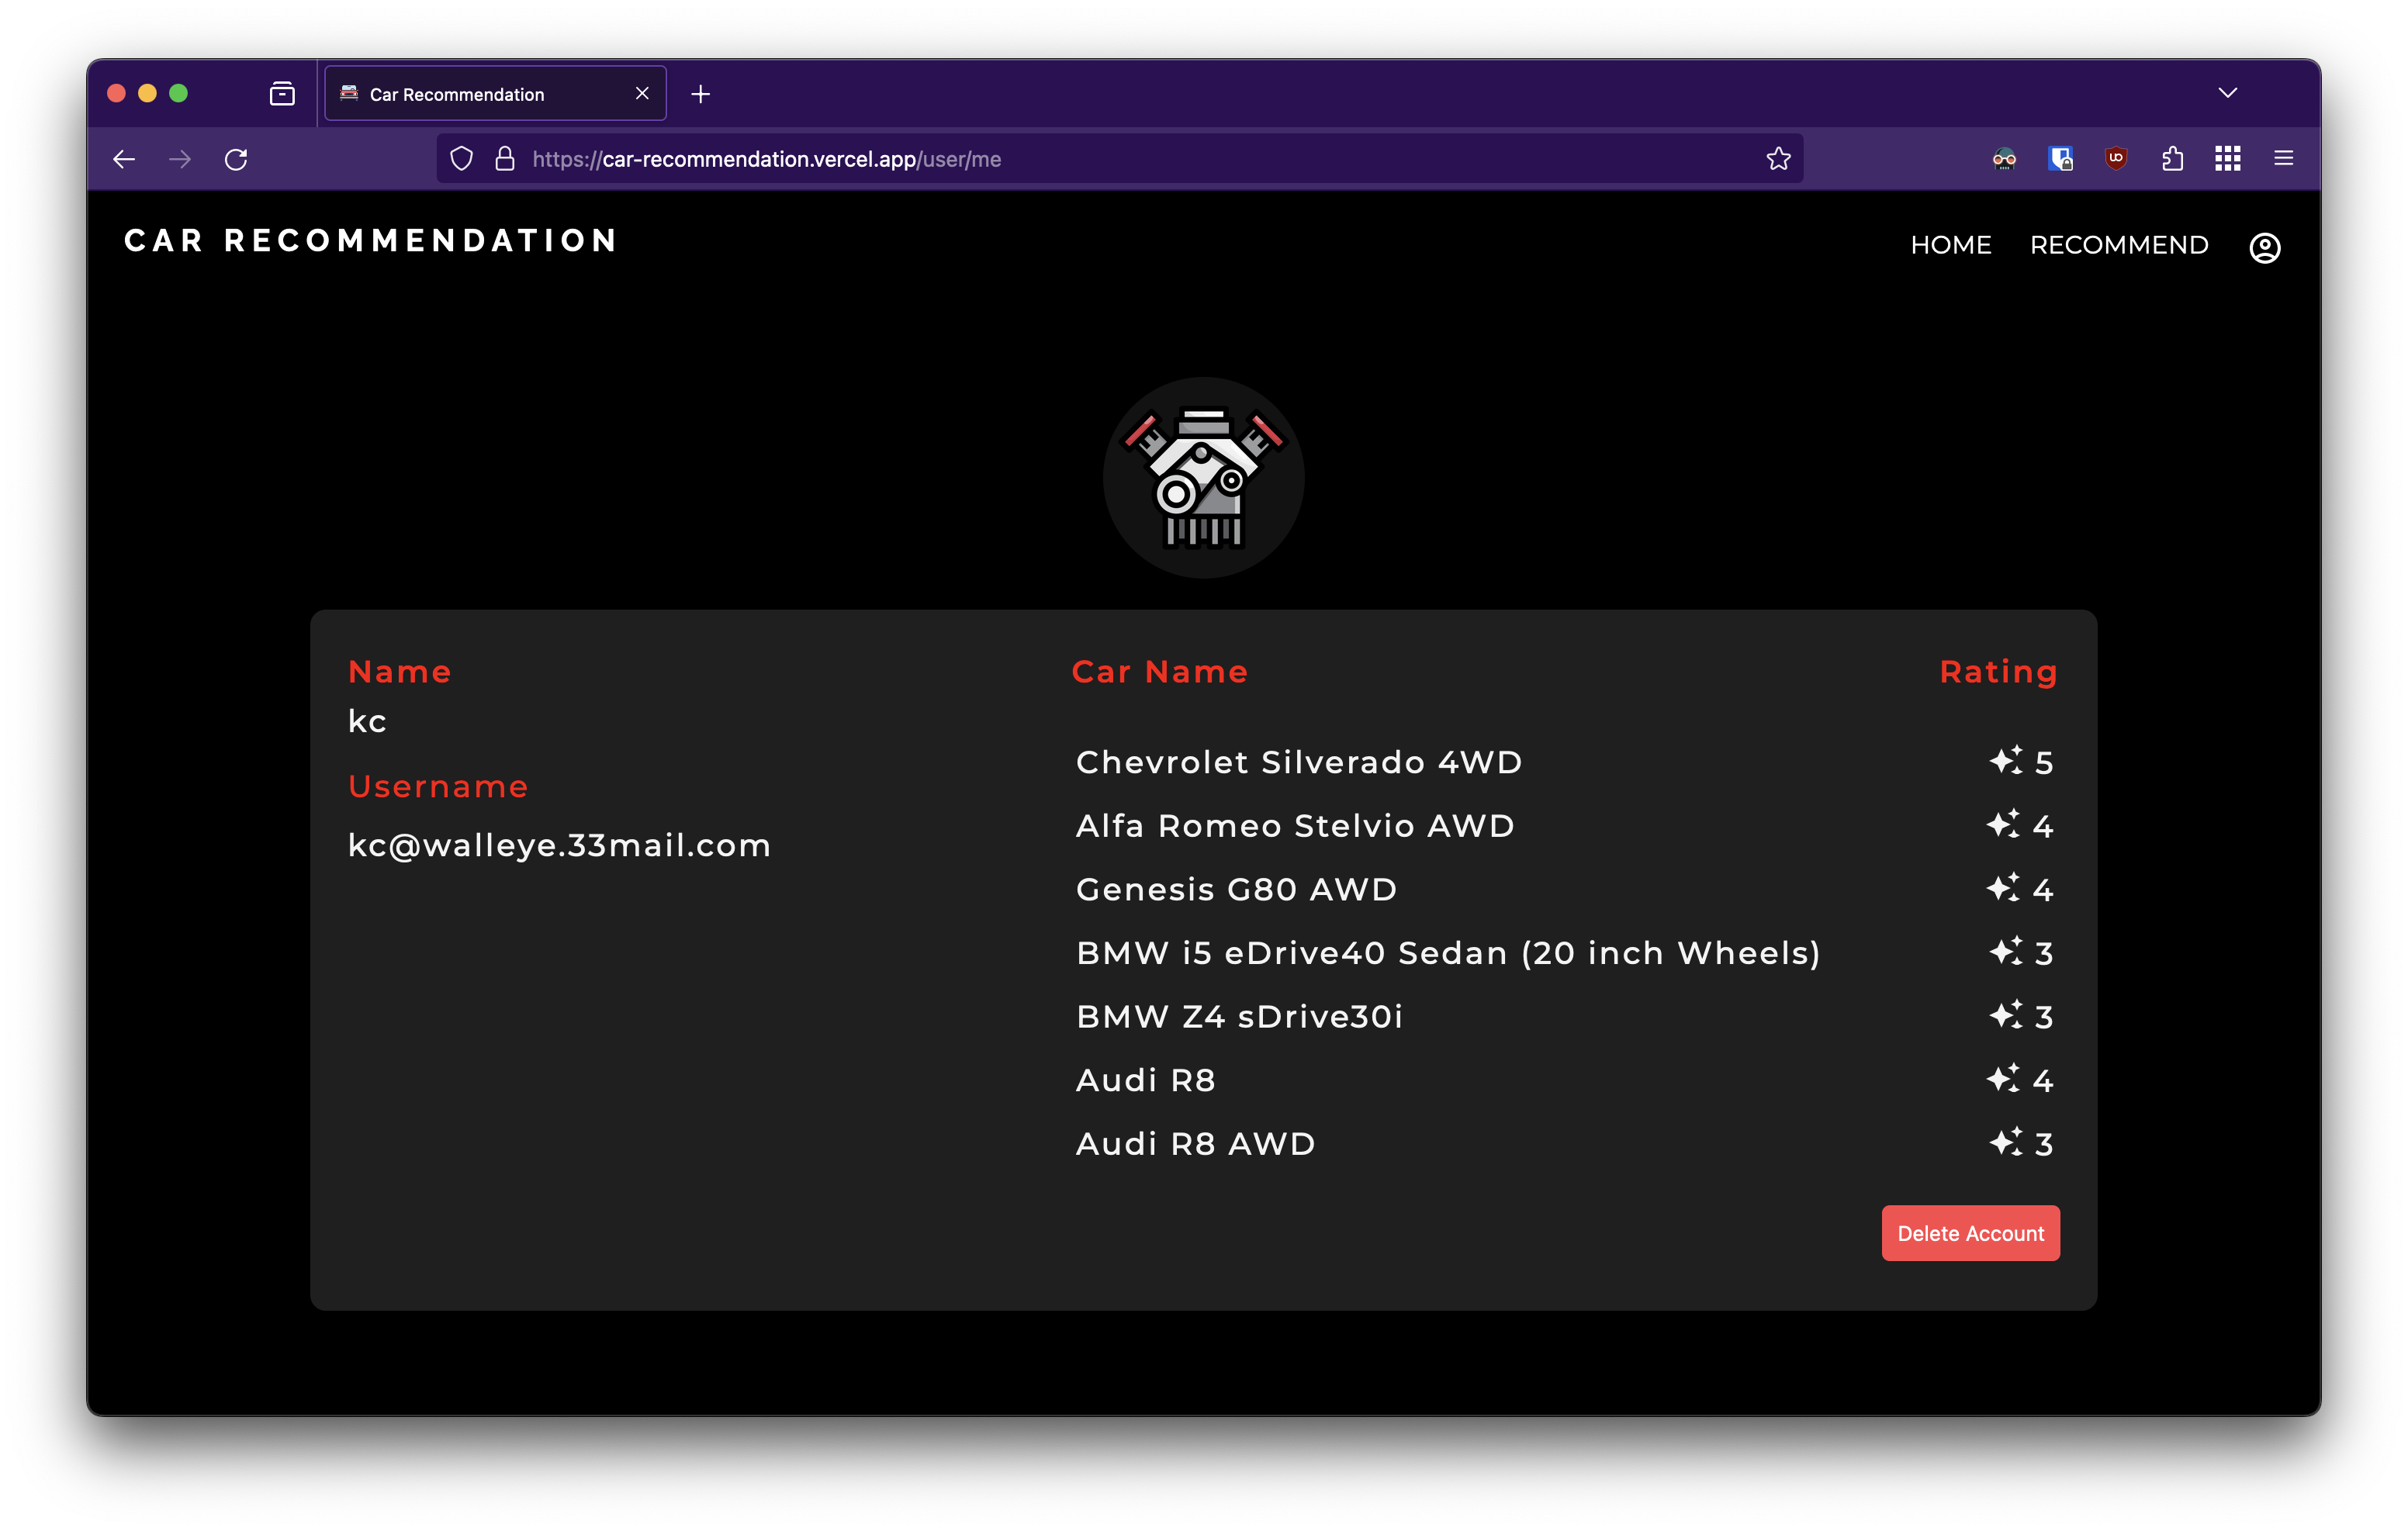 Car Recommendation
https://car-recommendation.vercel.app/user/me
CAR RECOMMENDATION
HOME RECOMMEND
Name
kc
Username
kc@walleye.33mail.com
Car Name Rating
Chevrolet Silverado 4WD 5
Alfa Romeo Stelvio AWD 4
Genesis G80 AWD 4
BMW i5 eDrive40 Sedan (20 inch Wheels) 3
BMW Z4 sDrive30i 3
Audi R8 4
Audi R8 AWD 3
Delete Account